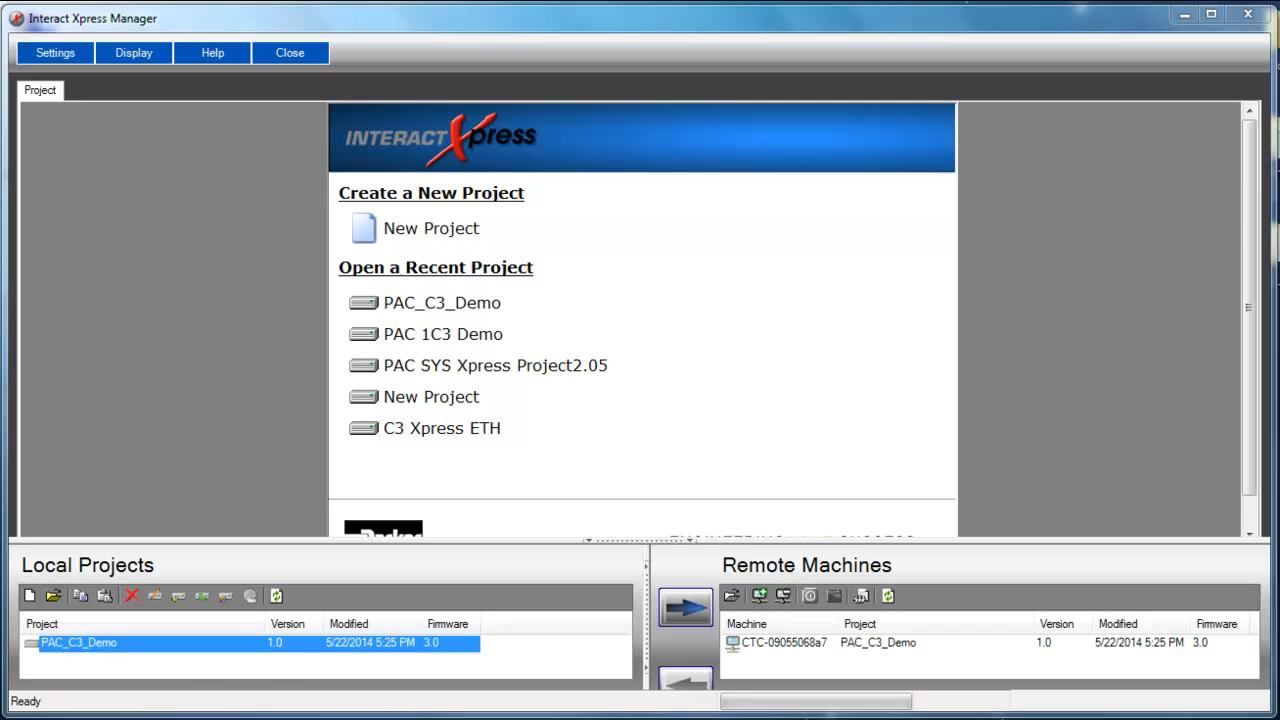 Interact Xpress Manager
Settings Display Help Close
Project
INTERACT Xpress
Create a New Project
New Project
Open a Recent Project
PAC_C3_Demo
PAC 1C3 Demo
PAC SYS Xpress Project2.05
New Project
C3 Xpress ETH
Local Projects
Project Version Modified Firmware
PAC_C3_Demo 1.0 5/22/2014 5:25 PM 3.0
Remote Machines
Machine Project Version Modified Firmware
CTC-09055068a7 PAC_C3_Demo 1.0 5/22/2014 5:25 PM 3.0
Ready